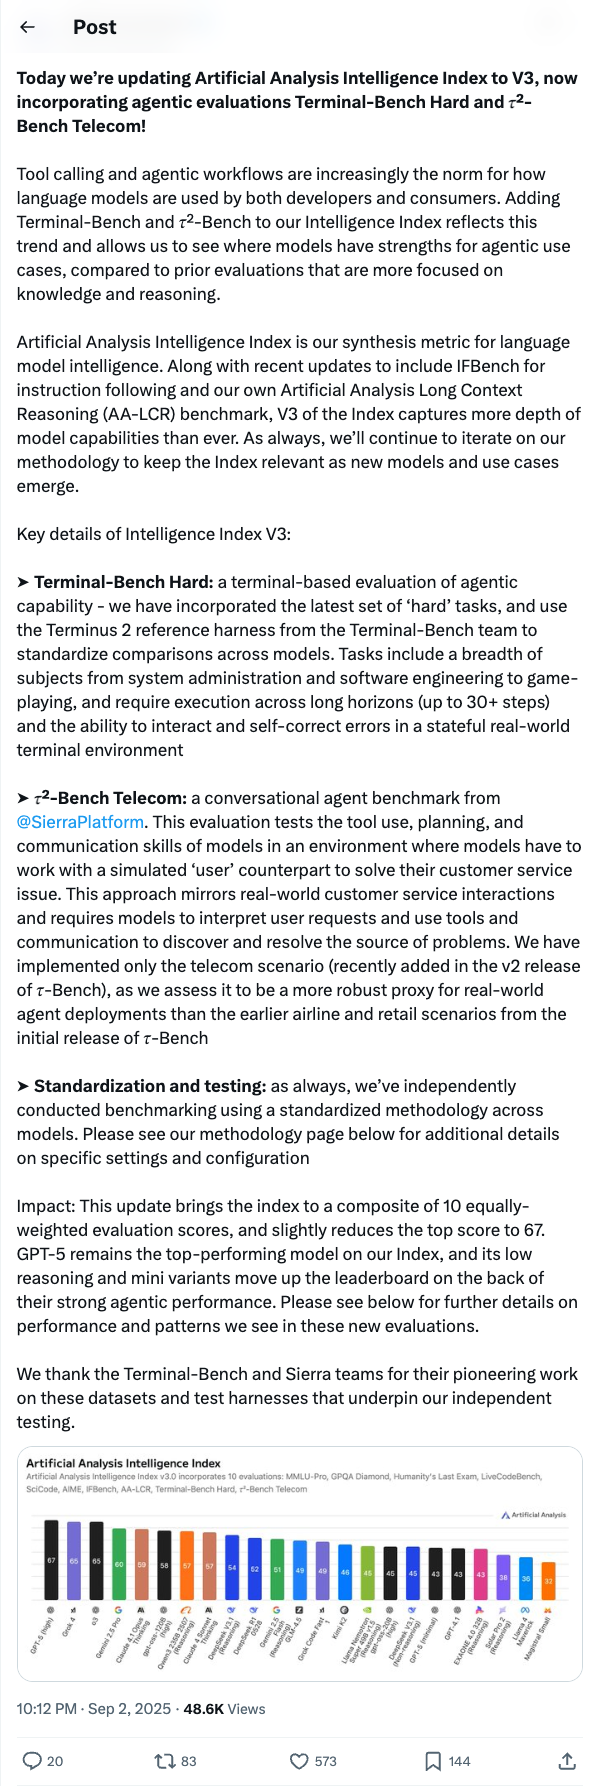 Post
Today we're updating Artificial Analysis Intelligence Index to V3, now
incorporating agentic evaluations Terminal-Bench Hard and 𝜏²-
Bench Telecom!
Tool calling and agentic workflows are increasingly the norm for how
language models are used by both developers and consumers. Adding
Terminal-Bench and 𝜏²-Bench to our Intelligence Index reflects this
trend and allows us to see where models have strengths for agentic use
cases, compared to prior evaluations that are more focused on
knowledge and reasoning.
Artificial Analysis Intelligence Index is our synthesis metric for language
model intelligence. Along with recent updates to include IFBench for
instruction following and our own Artificial Analysis Long Context
Reasoning (AA-LCR) benchmark, V3 of the Index captures more depth of
model capabilities than ever. As always, we'll continue to iterate on our
methodology to keep the Index relevant as new models and use cases
emerge.
Key details of Intelligence Index V3:
➤ Terminal-Bench Hard: a terminal-based evaluation of agentic
capability - we have incorporated the latest set of 'hard' tasks, and use
the Terminus 2 reference harness from the Terminal-Bench team to
standardize comparisons across models. Tasks include a breadth of
subjects from system administration and software engineering to game-
playing, and require execution across long horizons (up to 30+ steps)
and the ability to interact and self-correct errors in a stateful real-world
terminal environment
➤ 𝜏²-Bench Telecom: a conversational agent benchmark from
@SierraPlatform. This evaluation tests the tool use, planning, and
communication skills of models in an environment where models have to
work with a simulated 'user' counterpart to solve their customer service
issue. This approach mirrors real-world customer service interactions
and requires models to interpret user requests and use tools and
communication to discover and resolve the source of problems. We have
implemented only the telecom scenario (recently added in the v2 release
of 𝜏-Bench), as we assess it to be a more robust proxy for real-world
agent deployments than the earlier airline and retail scenarios from the
initial release of 𝜏-Bench
➤ Standardization and testing: as always, we've independently
conducted benchmarking using a standardized methodology across
models. Please see our methodology page below for additional details
on specific settings and configuration
Impact: This update brings the index to a composite of 10 equally-
weighted evaluation scores, and slightly reduces the top score to 67.
GPT-5 remains the top-performing model on our Index, and its low
reasoning and mini variants move up the leaderboard on the back of
their strong agentic performance. Please see below for further details on
performance and patterns we see in these new evaluations.
We thank the Terminal-Bench and Sierra teams for their pioneering work
on these datasets and test harnesses that underpin our independent
testing.
Artificial Analysis Intelligence Index
Artificial Analysis Intelligence Index v3.0 incorporates 10 evaluations: MMLU-Pro, GPQA Diamond, Humanity's Last Exam, LiveCodeBench,
SciCode, AIME, IFBench, AA-LCR, Terminal-Bench Hard, 𝜏²-Bench Telecom
Artificial Analysis
67 65 65 60 59 58 57 57 54 52 51 49 49 46 45 45 45 43 43 43 38 36 32
GPT-5 (high)
Grok 4
o3
Gemini 2.5 Pro
Claude 4.1 Opus
Thinking
gpt-oss-120B
(high)
Qwen3 235B 2507
(Reasoning)
Claude 4 Sonnet
Thinking
DeepSeek V3.1
(Reasoning)
DeepSeek R1
0528
Gemini 2.5
Flash
(Reasoning)
GLM-4.5
Grok Code Fast
1
Kimi K2
Llama Nemotron
Super 49B v1.5
(Reasoning)
gpt-oss-20B
(high)
DeepSeek V3.1
(Non-reasoning)
GPT-5 (minimal)
GPT-4.1
EXAONE 4.0 32B
(Reasoning)
Solar Pro 2
(Reasoning)
Llama 4
Maverick
Magistral Small
10:12 PM · Sep 2, 2025 · 48.6K Views
20 83 573 144